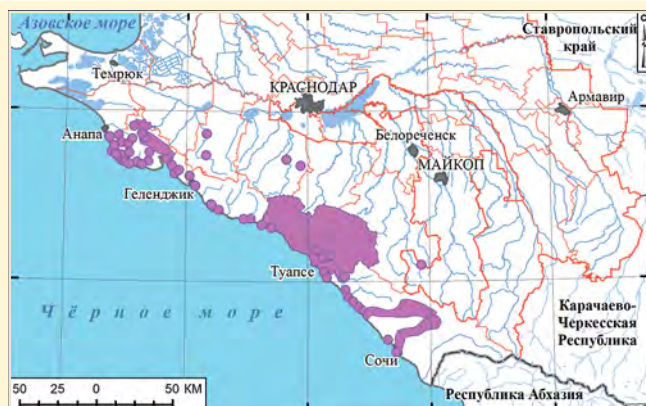 Азовское море
Ставропольский
край
С
Темрюк
КРАСНОДАР
Армавир
Анапа
Белореченск
МАЙКОП
Геленджик
Туапсе
Чёрное море
Карачаево-
Черкесская
Республика
Сочи
Республика Абхазия
50 25 0 50 КМ